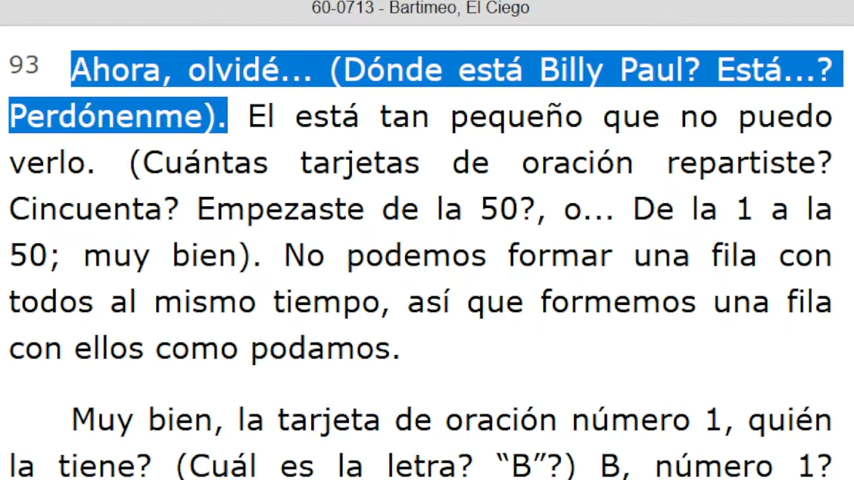 60-0713 - Bartimeo, El Ciego
93 Ahora, olvidé... (Dónde está Billy Paul? Está...?
Perdónenme). El está tan pequeño que no puedo
verlo. (Cuántas tarjetas de oración repartiste?
Cincuenta? Empezaste de la 50?, o... De la 1 a la
50; muy bien). No podemos formar una fila con
todos al mismo tiempo, así que formemos una fila
con ellos como podamos.
Muy bien, la tarjeta de oración número 1, quién
la tiene? (Cuál es la letra? “B”?) B, número 1?